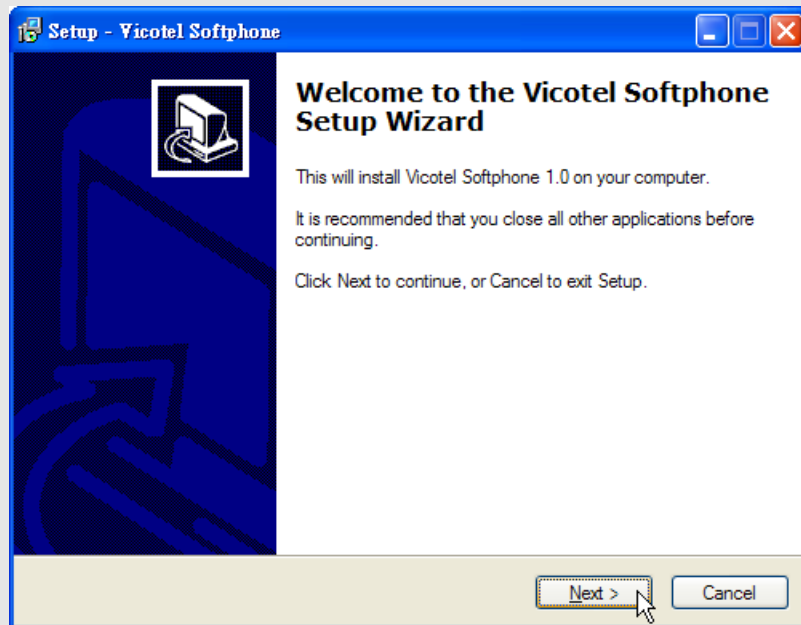 Setup - Vicotel Softphone
Welcome to the Vicotel Softphone
Setup Wizard
This will install Vicotel Softphone 1.0 on your computer.
It is recommended that you close all other applications before
continuing.
Click Next to continue, or Cancel to exit Setup.
Next >
Cancel